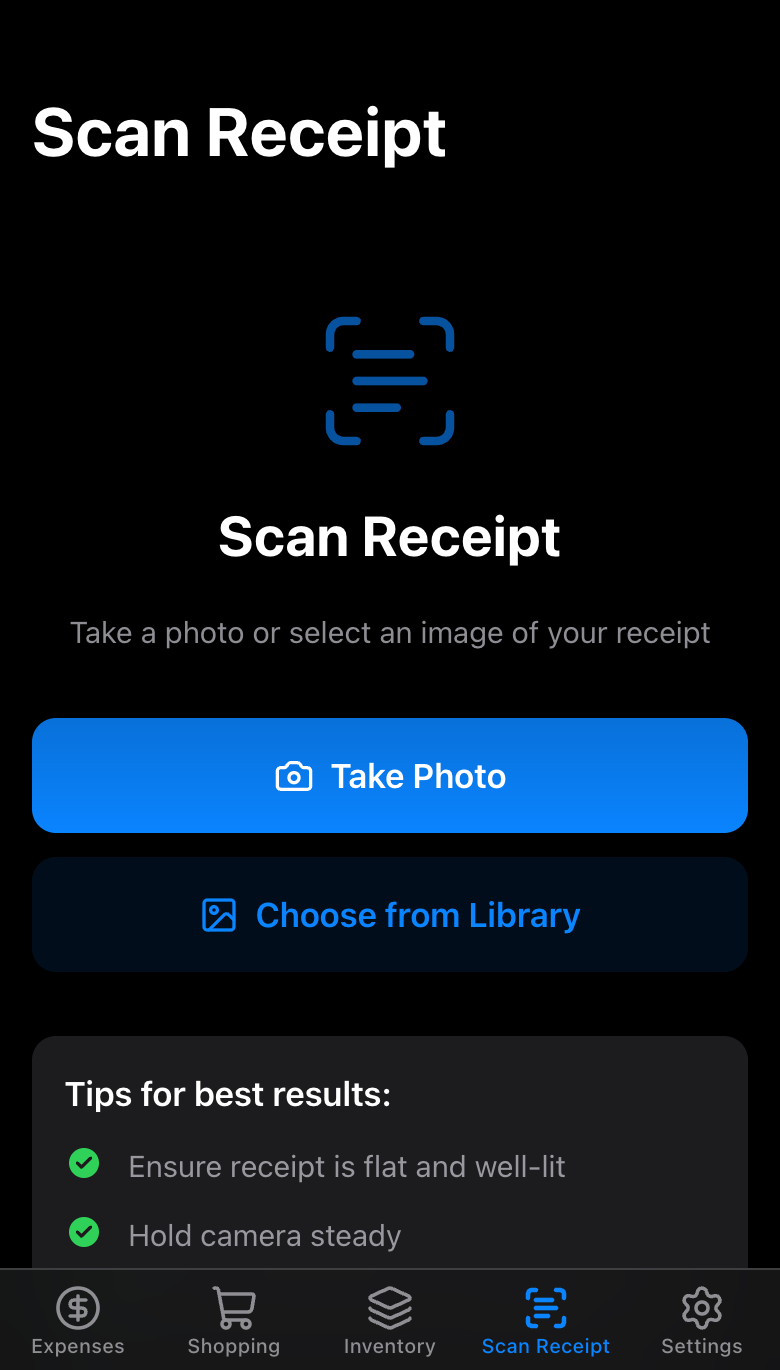 Scan Receipt
Scan Receipt
Take a photo or select an image of your receipt
Take Photo
Choose from Library
Tips for best results:
Ensure receipt is flat and well-lit
Hold camera steady
Expenses
Shopping
Inventory
Scan Receipt
Settings